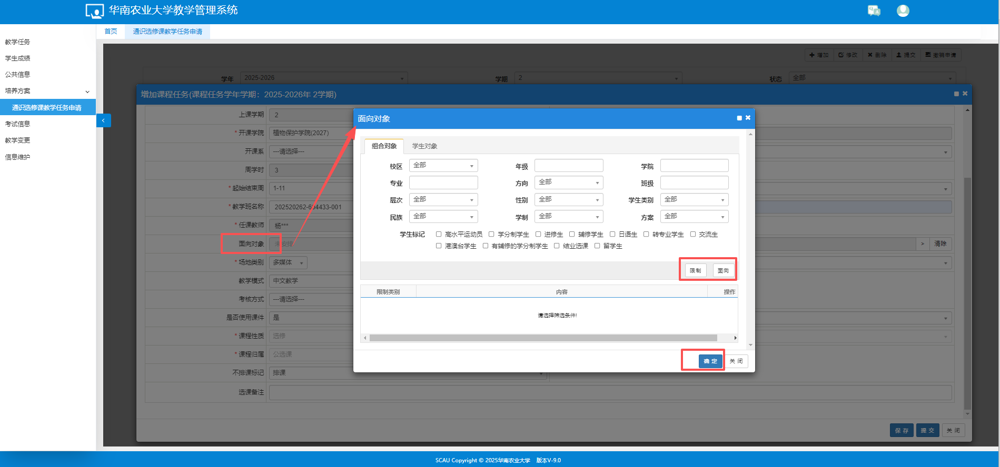 华南农业大学教学管理系统
首页 通识选修课教学任务申请
教学任务
学生成绩
公共信息
培养方案
通识选修课教学任务申请
考试信息
教学变更
信息维护
增加 修改 删除 提交 撤销申请
学年 2025-2026 学期 2 状态 全部
增加课程任务(课程任务学年学期：2025-2026年 2学期)
上课学期 2
* 开课学院 植物保护学院(2027)
开课系 ---请选择---
周学时 3
* 起始结束周 1-11
* 教学班名称 202520262-604433-001
* 任课教师 杨***
面向对象 未安排 > 清除
* 场地类别 多媒体
教学模式 中文教学
考核方式 ---请选择---
是否使用课件 是
* 课程性质 选修
* 课程归属 公选课
不排课标记 排课
选课备注
保存 提交 关闭
面向对象
组合对象 学生对象
校区 全部 年级 学院
专业 方向 全部 班级
层次 全部 性别 全部 学生类别 全部
民族 全部 学制 全部 方案 全部
学生标记 高水平运动员 学分制学生 进修生 辅修学生 日语生 转专业学生 交流生
港澳台学生 有辅修的学分制学生 结业选课 留学生
限制 面向
限制类别 内容 操作
请选择筛选条件!
确定 关闭
SCAU Copyright © 2025华南农业大学 版本V-9.0